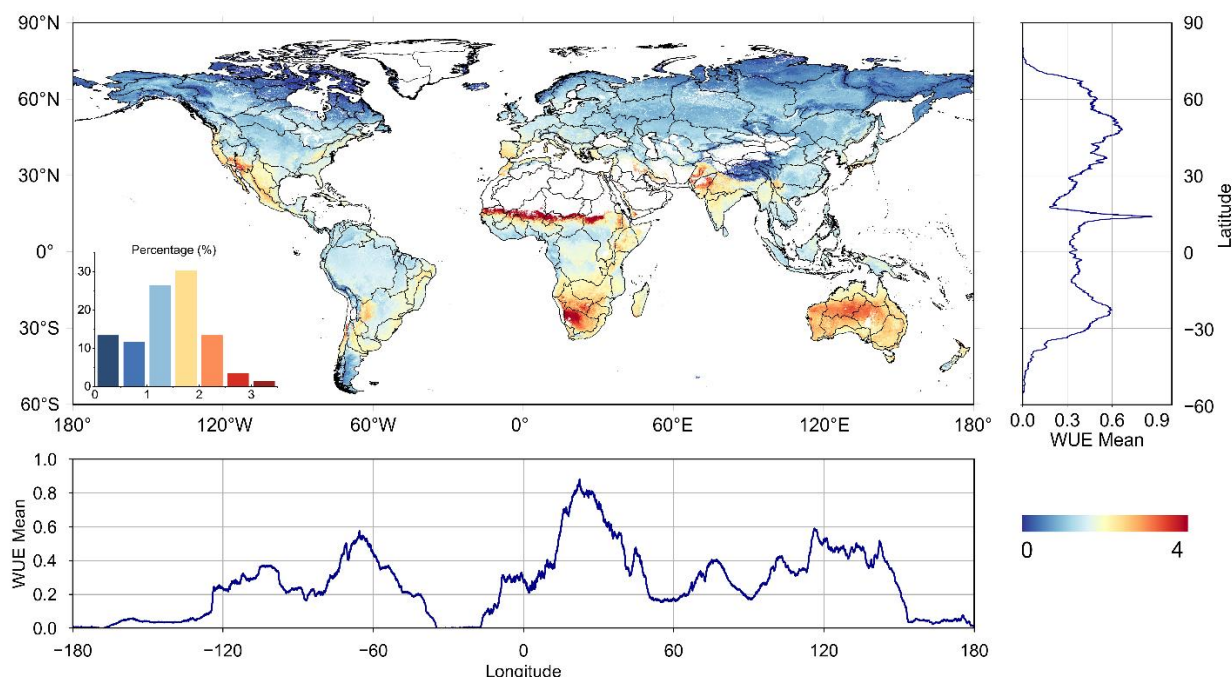 90°N
60°N
30°N
0°
30°S
60°S
180°
120°W
60°W
0°
60°E
120°E
180°
Percentage (%)
30
20
10
0
0
1
2
3
90
60
30
0
−30
−60
Latitude
0.0
0.3
0.6
0.9
WUE Mean
1.0
0.8
0.6
0.4
0.2
0.0
WUE Mean
−180
−120
−60
0
60
120
180
Longitude
0
4